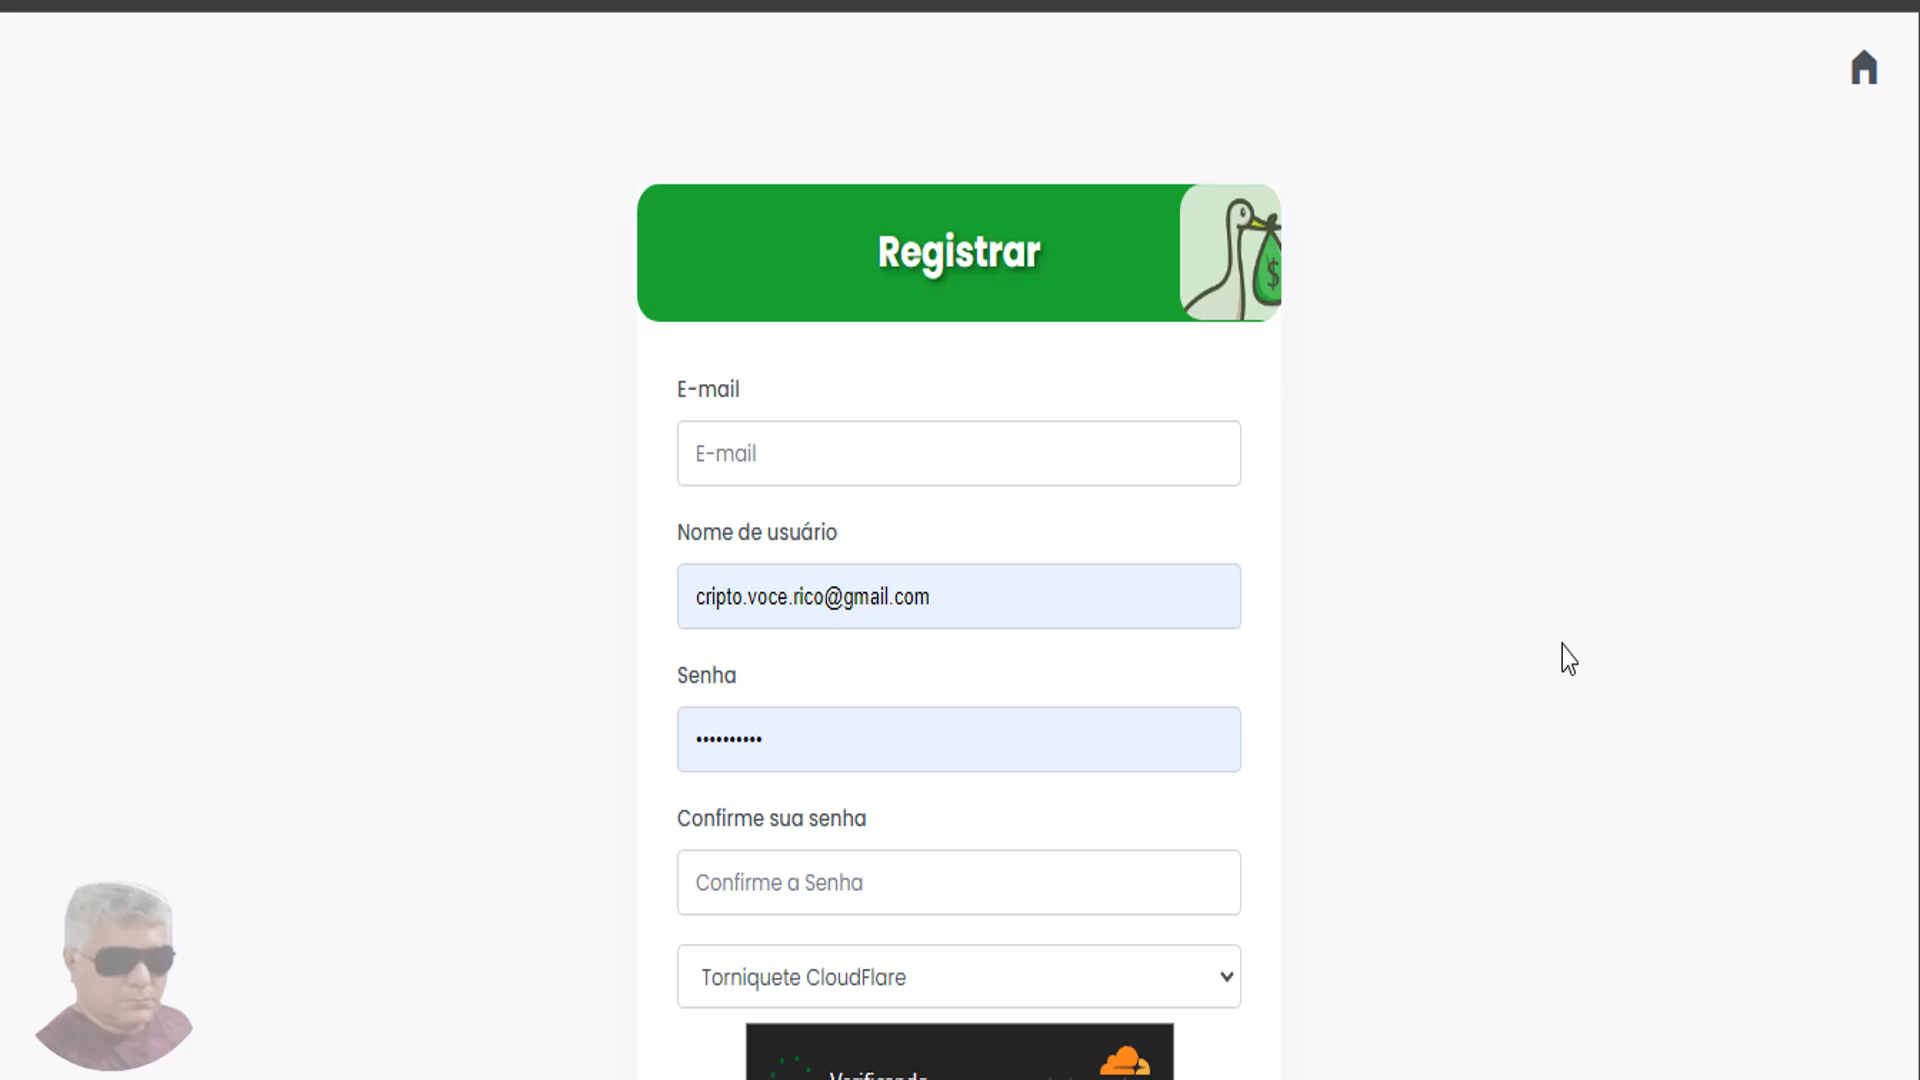 Registrar
$
E-mail
E-mail
Nome de usuário
cripto.voce.rico@gmail.com
Senha
••••••••••
Confirme sua senha
Confirme a Senha
Torniquete CloudFlare